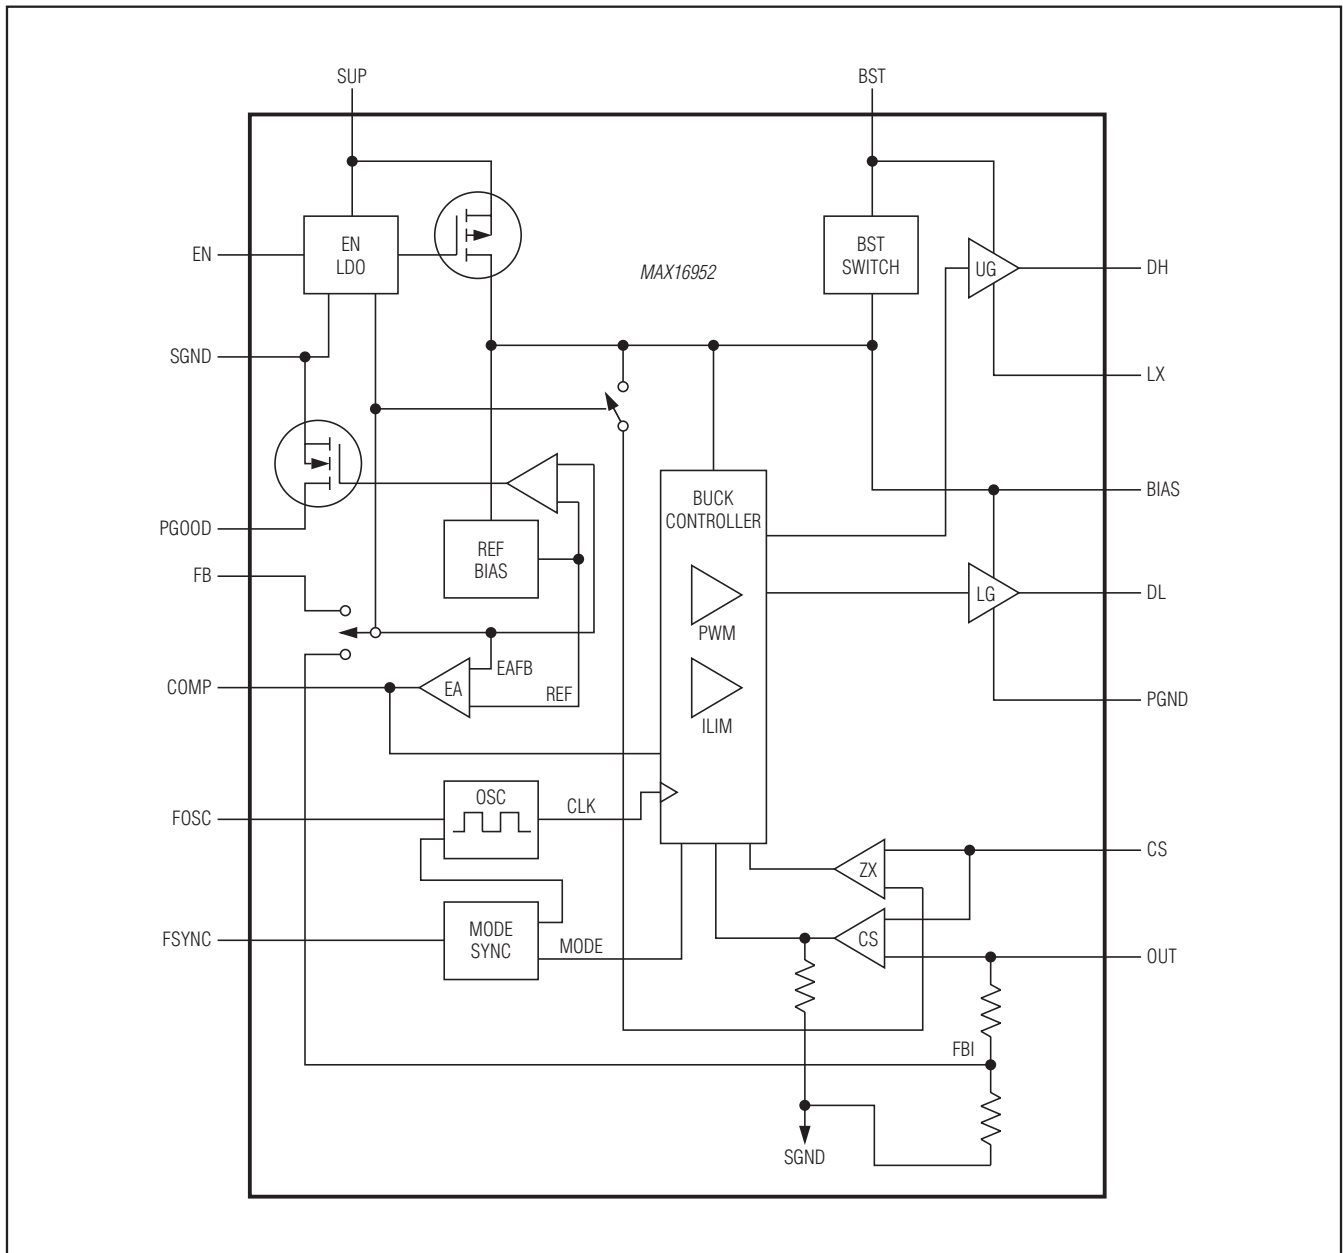 SUP
BST
EN
EN
LDO
MAX16952
BST
SWITCH
UG
DH
SGND
LX
BUCK
CONTROLLER
BIAS
PGOOD
REF
BIAS
FB
PWM
LG
DL
EAFB
COMP
EA
REF
ILIM
PGND
OSC
CLK
FOSC
CS
ZX
MODE
SYNC
FSYNC
MODE
CS
OUT
FBI
SGND